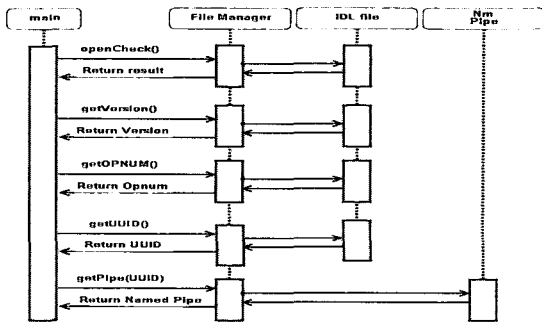 main
File Manager
IDL file
Nm
Pipe
openCheck()
Return result
getVersion()
Return Version
getOPNUM()
Return Opnum
getUUID()
Return UUID
getPipe(UUID)
Return Named Pipe